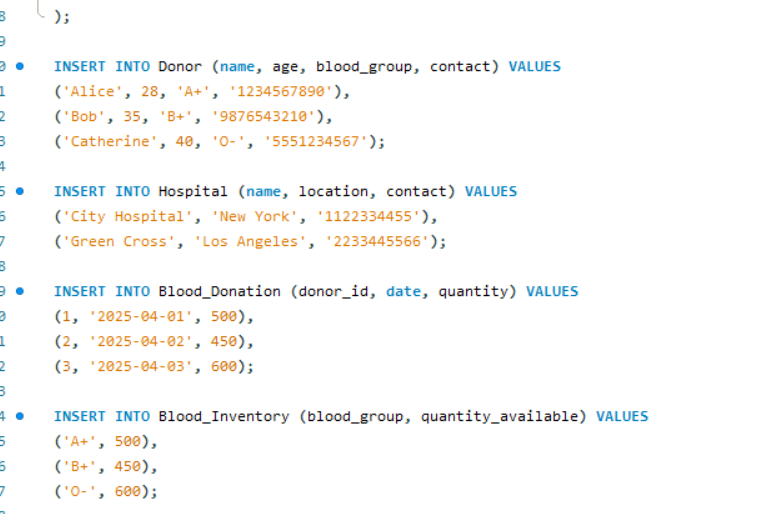 8 );
9
0 INSERT INTO Donor (name, age, blood_group, contact) VALUES
1 ('Alice', 28, 'A+', '1234567890'),
2 ('Bob', 35, 'B+', '9876543210'),
3 ('Catherine', 40, 'O-', '5551234567');
4
5 INSERT INTO Hospital (name, location, contact) VALUES
6 ('City Hospital', 'New York', '1122334455'),
7 ('Green Cross', 'Los Angeles', '2233445566');
8
9 INSERT INTO Blood_Donation (donor_id, date, quantity) VALUES
0 (1, '2025-04-01', 500),
1 (2, '2025-04-02', 450),
2 (3, '2025-04-03', 600);
3
4 INSERT INTO Blood_Inventory (blood_group, quantity_available) VALUES
5 ('A+', 500),
6 ('B+', 450),
7 ('O-', 600);